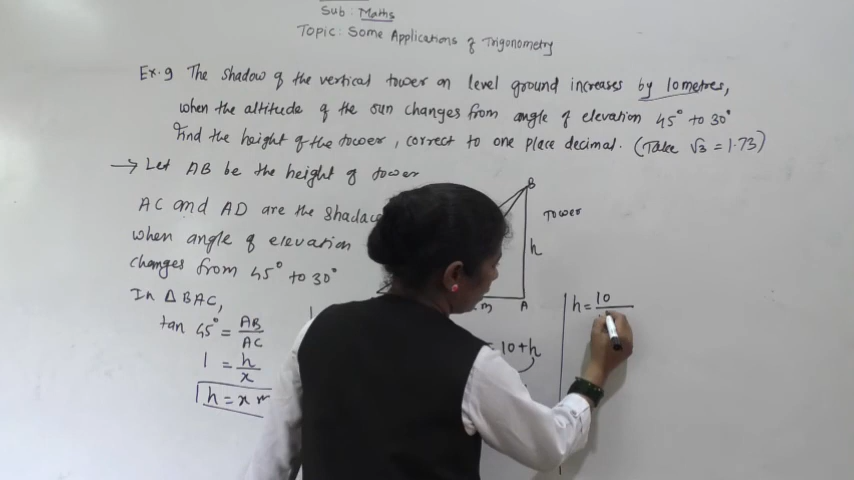 Sub: Maths
Topic: Some Applications of Trigonometry
Ex.9 The shadow of the vertical tower on level ground increases by 10 metres,
when the altitude of the sun changes from angle of elevation 45° to 30°
Find the height of the tower, correct to one place decimal. (Take √3 = 1.73)
→ Let AB be the height of tower
AC and AD are the shadac
when angle of elevation
changes from 45° to 30°
In △BAC,
tan 45° = AB/AC
1 = h/x
h = x m
B
Tower
h
m A
= 10+h
h = 10